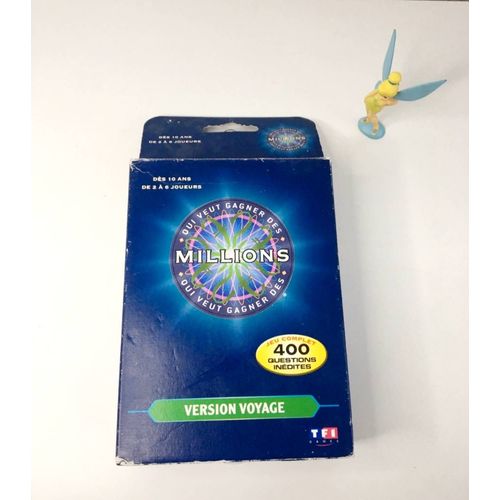 DÈS 10 ANS
DE 2 À 6 JOUEURS
MILLIONS
DÈS 10 ANS
DE 2 À 6 JOUEURS
QUI VEUT GAGNER DES
MILLIONS
QUI VEUT GAGNER DES
JEU COMPLET
400
QUESTIONS
INÉDITES
VERSION VOYAGE
TF1
GAMES